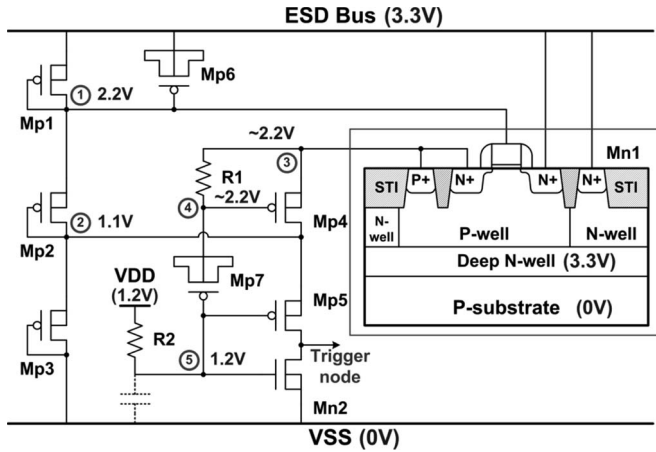 ESD Bus (3.3V)
Mp6
① 2.2V
Mp1
~2.2V
③
Mn1
R1
~2.2V
④
P+
N+
N+
N+
STI
STI
Mp4
Mp2
② 1.1V
N-
well
P-well
N-well
Deep N-well (3.3V)
VDD
(1.2V)
Mp7
Mp5
P-substrate (0V)
R2
Trigger
node
⑤ 1.2V
Mp3
Mn2
VSS (0V)